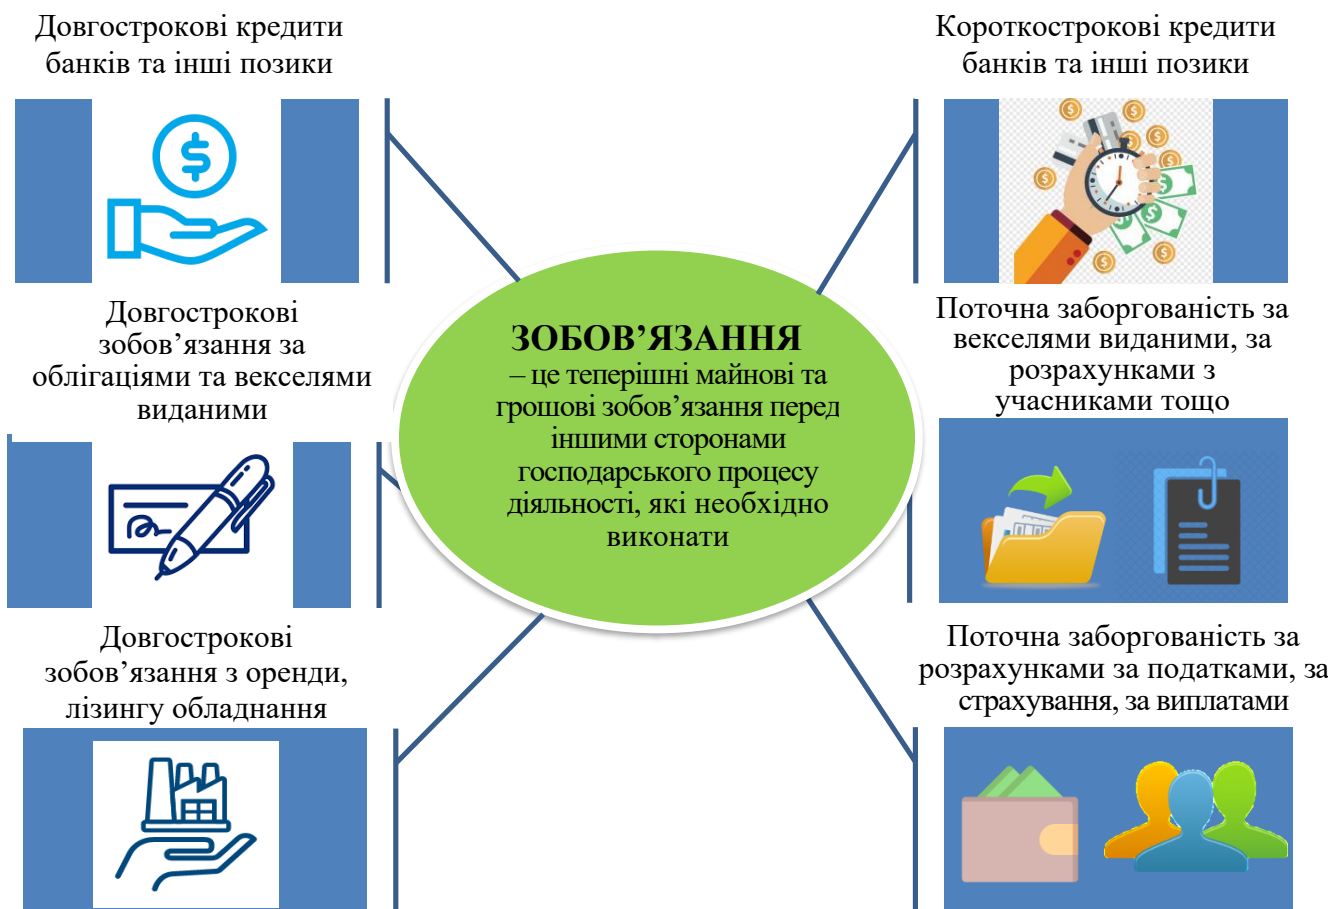 Довгострокові кредити
банків та інші позики
Довгострокові
зобов’язання за
облігаціями та векселями
виданими
Довгострокові
зобов’язання з оренди,
лізингу обладнання
ЗОБОВ’ЯЗАННЯ
– це теперішні майнові та
грошові зобов’язання перед
іншими сторонами
господарського процесу
діяльності, які необхідно
виконати
Короткострокові кредити
банків та інші позики
Поточна заборгованість за
векселями виданими, за
розрахунками з
учасниками тощо
Поточна заборгованість за
розрахунками за податками, за
страхування, за виплатами